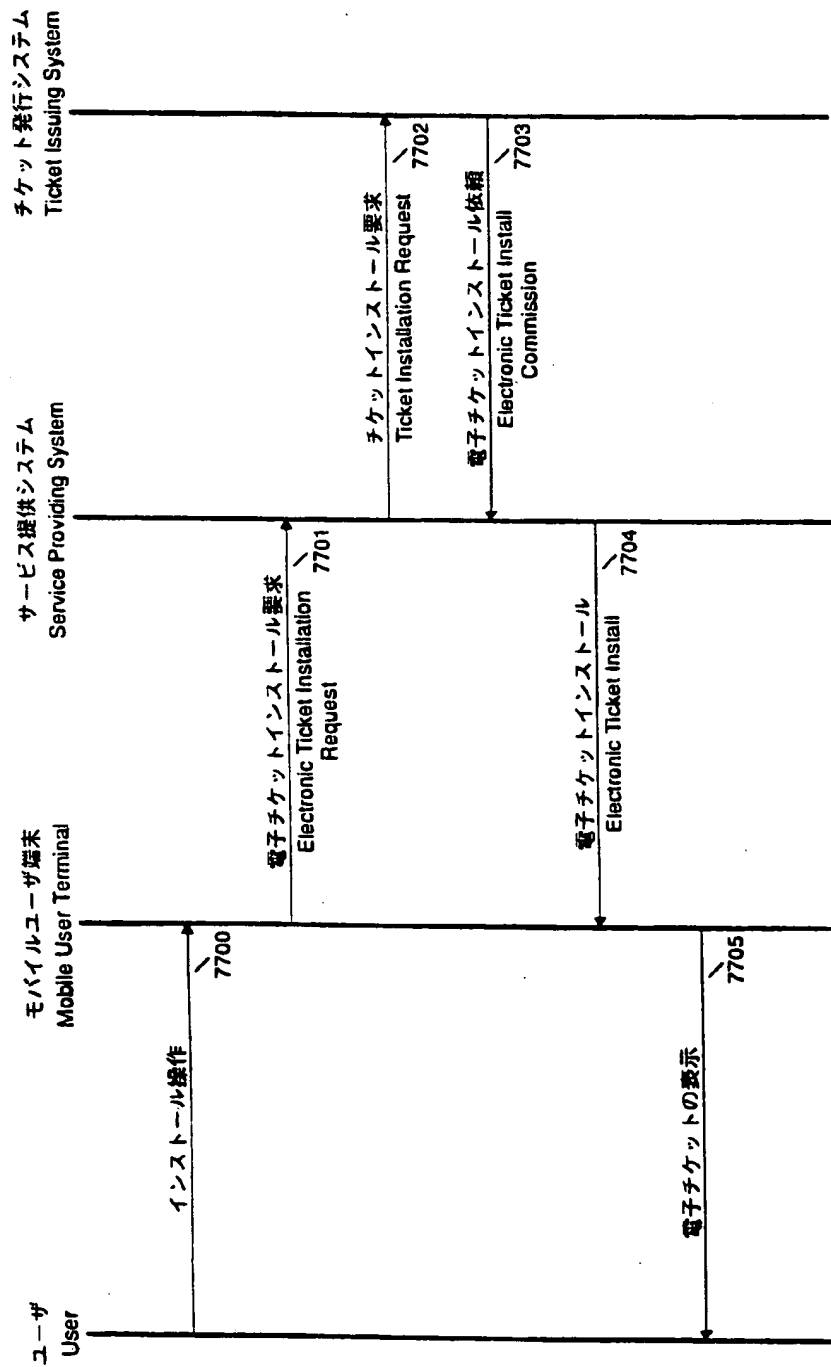 ユーザ
User
モバイルユーザ端末
Mobile User Terminal
サービス提供システム
Service Providing System
チケット発行システム
Ticket Issuing System
インストール操作
7700
電子チケットインストール要求
Electronic Ticket Installation
Request
7701
チケットインストール要求
Ticket Installation Request
7702
電子チケットインストール依頼
Electronic Ticket Install
Commission
7703
電子チケットインストール
Electronic Ticket Install
7704
電子チケットの表示
7705